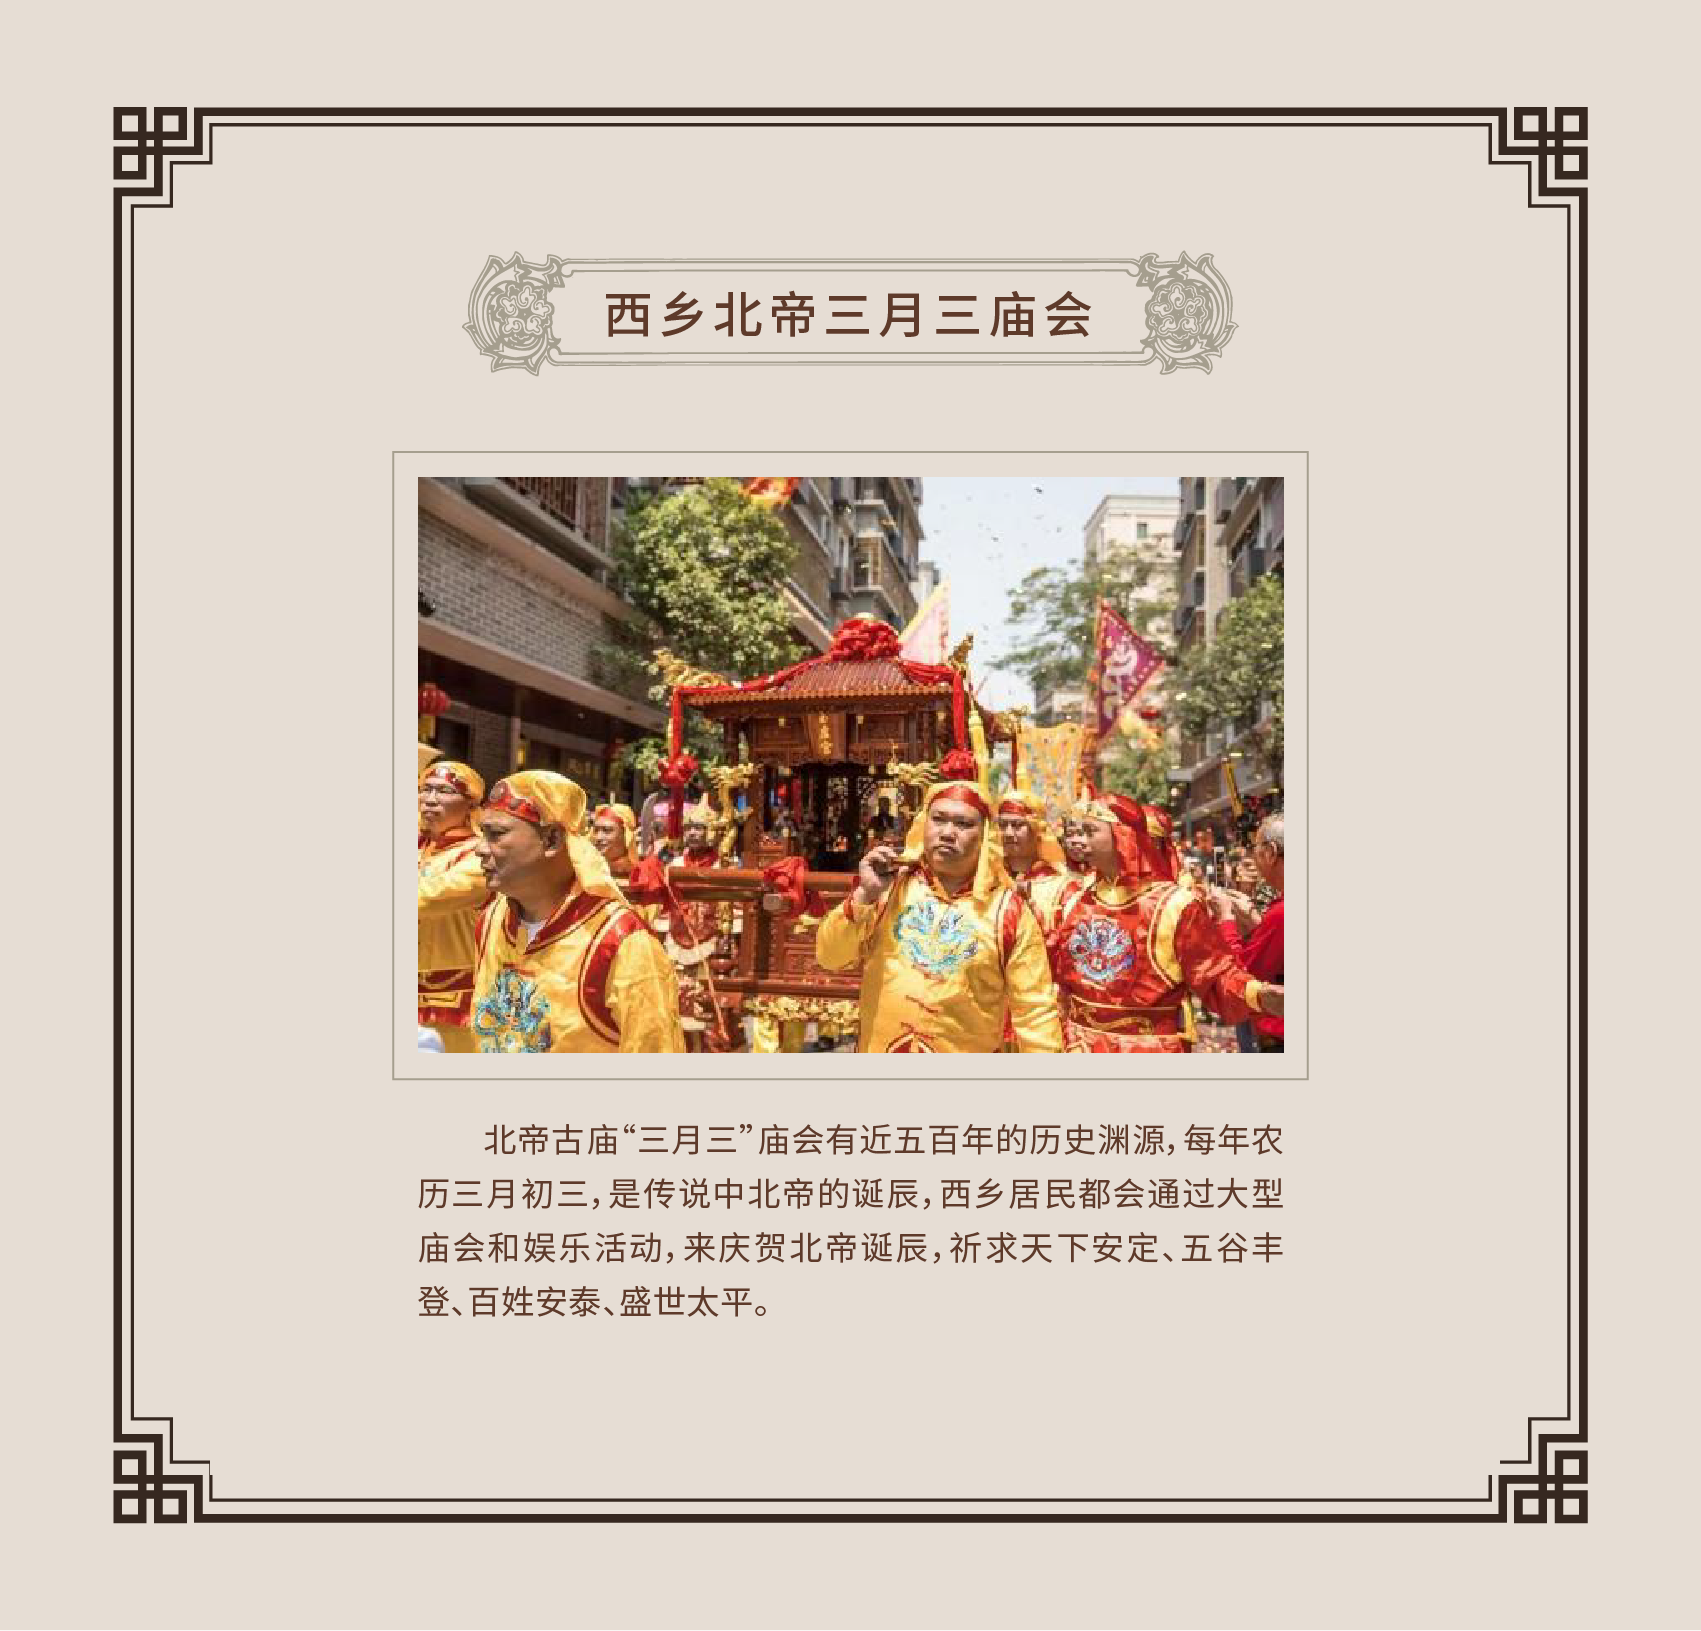 西乡北帝三月三庙会
北帝古庙“三月三”庙会有近五百年的历史渊源，每年农
历三月初三，是传说中北帝的诞辰，西乡居民都会通过大型
庙会和娱乐活动，来庆贺北帝诞辰，祈求天下安定、五谷丰
登、百姓安泰、盛世太平。